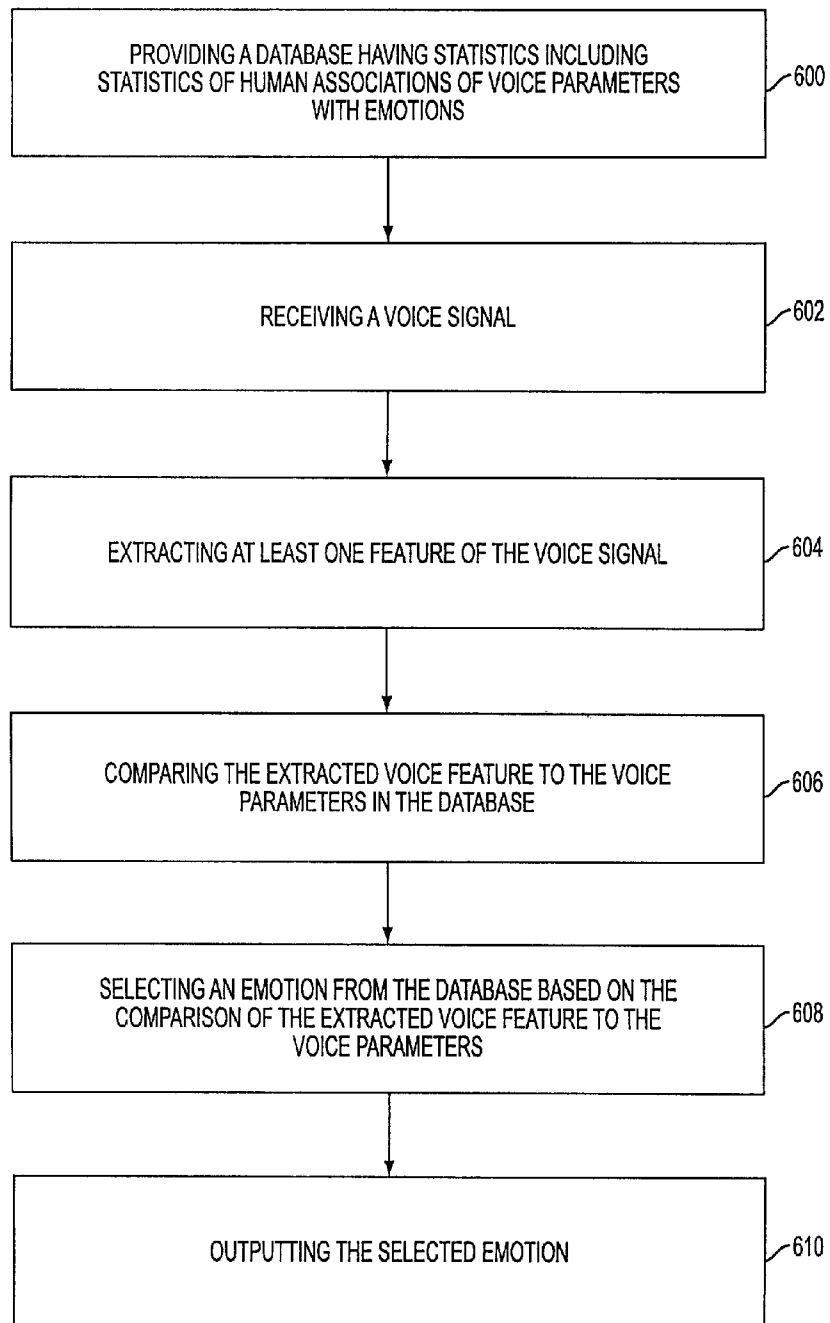 PROVIDING A DATABASE HAVING STATISTICS INCLUDING
STATISTICS OF HUMAN ASSOCIATIONS OF VOICE PARAMETERS
WITH EMOTIONS
600
RECEIVING A VOICE SIGNAL
602
EXTRACTING AT LEAST ONE FEATURE OF THE VOICE SIGNAL
604
COMPARING THE EXTRACTED VOICE FEATURE TO THE VOICE
PARAMETERS IN THE DATABASE
606
SELECTING AN EMOTION FROM THE DATABASE BASED ON THE
COMPARISON OF THE EXTRACTED VOICE FEATURE TO THE
VOICE PARAMETERS
608
OUTPUTTING THE SELECTED EMOTION
610